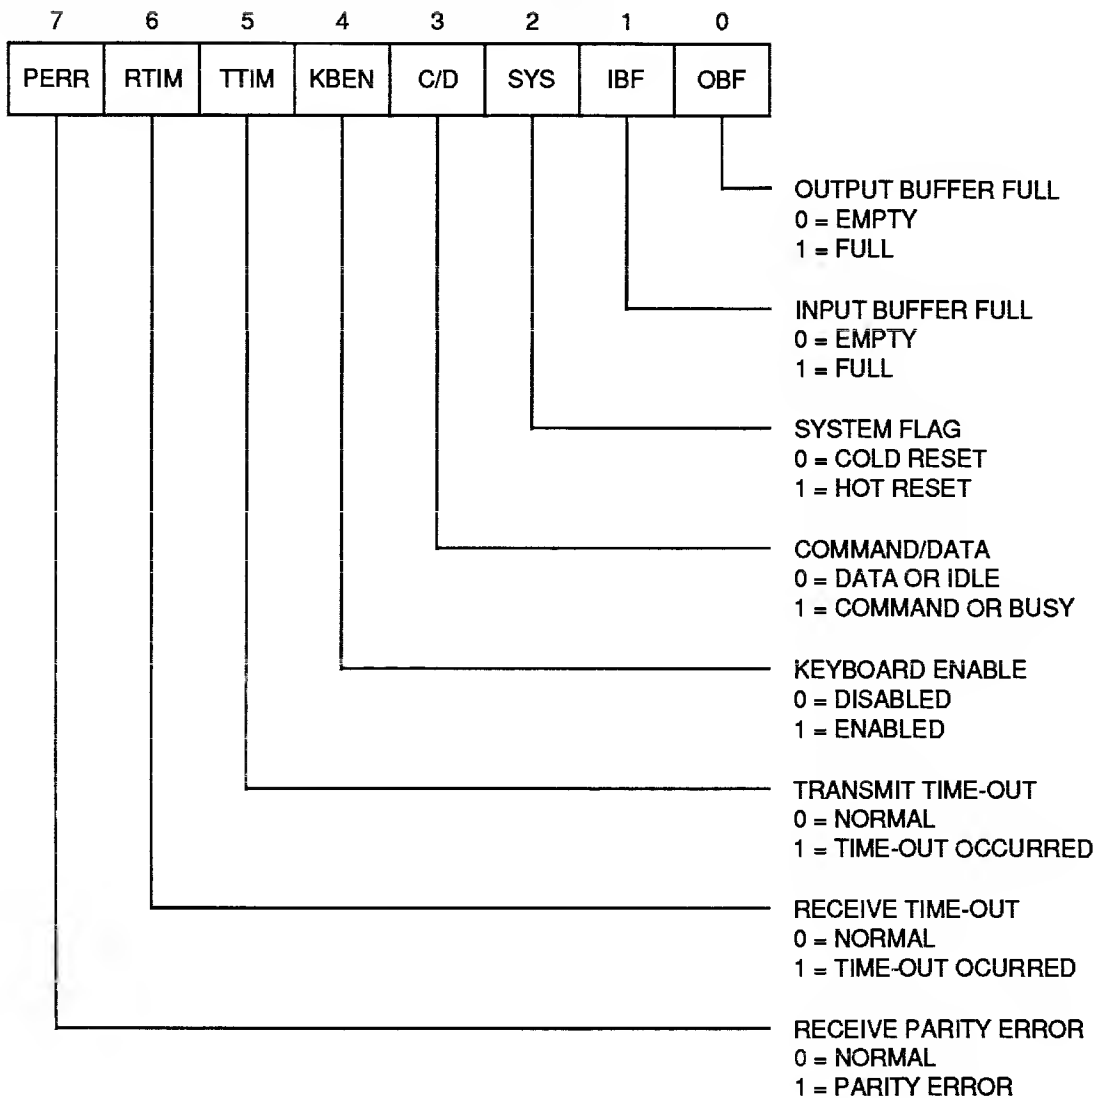 7 6 5 4 3 2 1 0
PERR RTIM TTIM KBEN C/D SYS IBF OBF
OUTPUT BUFFER FULL
0 = EMPTY
1 = FULL
INPUT BUFFER FULL
0 = EMPTY
1 = FULL
SYSTEM FLAG
0 = COLD RESET
1 = HOT RESET
COMMAND/DATA
0 = DATA OR IDLE
1 = COMMAND OR BUSY
KEYBOARD ENABLE
0 = DISABLED
1 = ENABLED
TRANSMIT TIME-OUT
0 = NORMAL
1 = TIME-OUT OCCURRED
RECEIVE TIME-OUT
0 = NORMAL
1 = TIME-OUT OCURRED
RECEIVE PARITY ERROR
0 = NORMAL
1 = PARITY ERROR